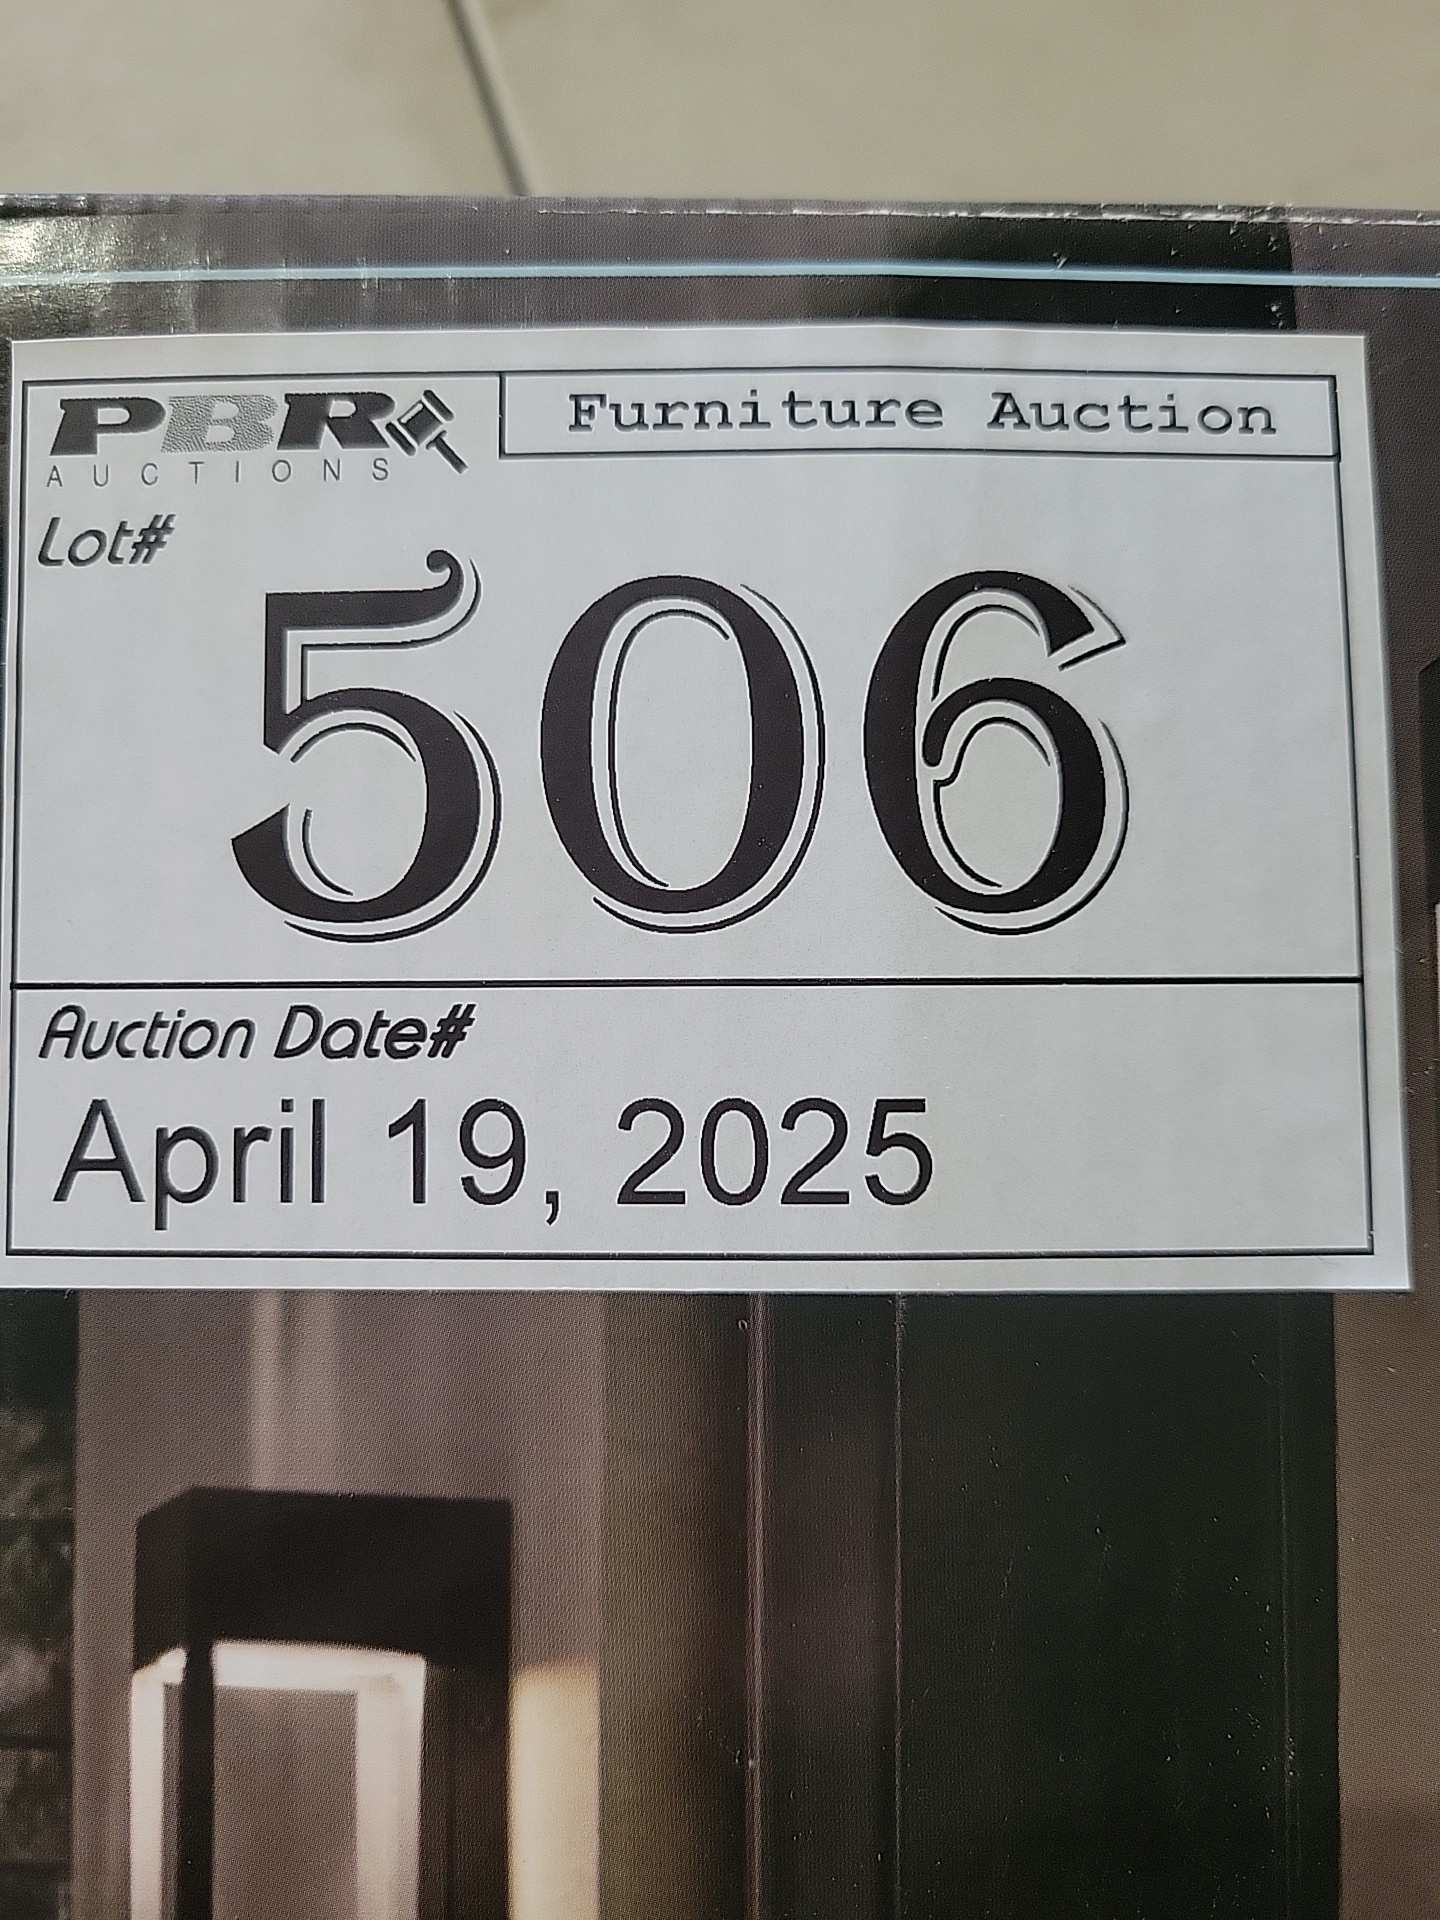 PBR
AUCTIONS
Furniture Auction
Lot#
506
Auction Date#
April 19, 2025